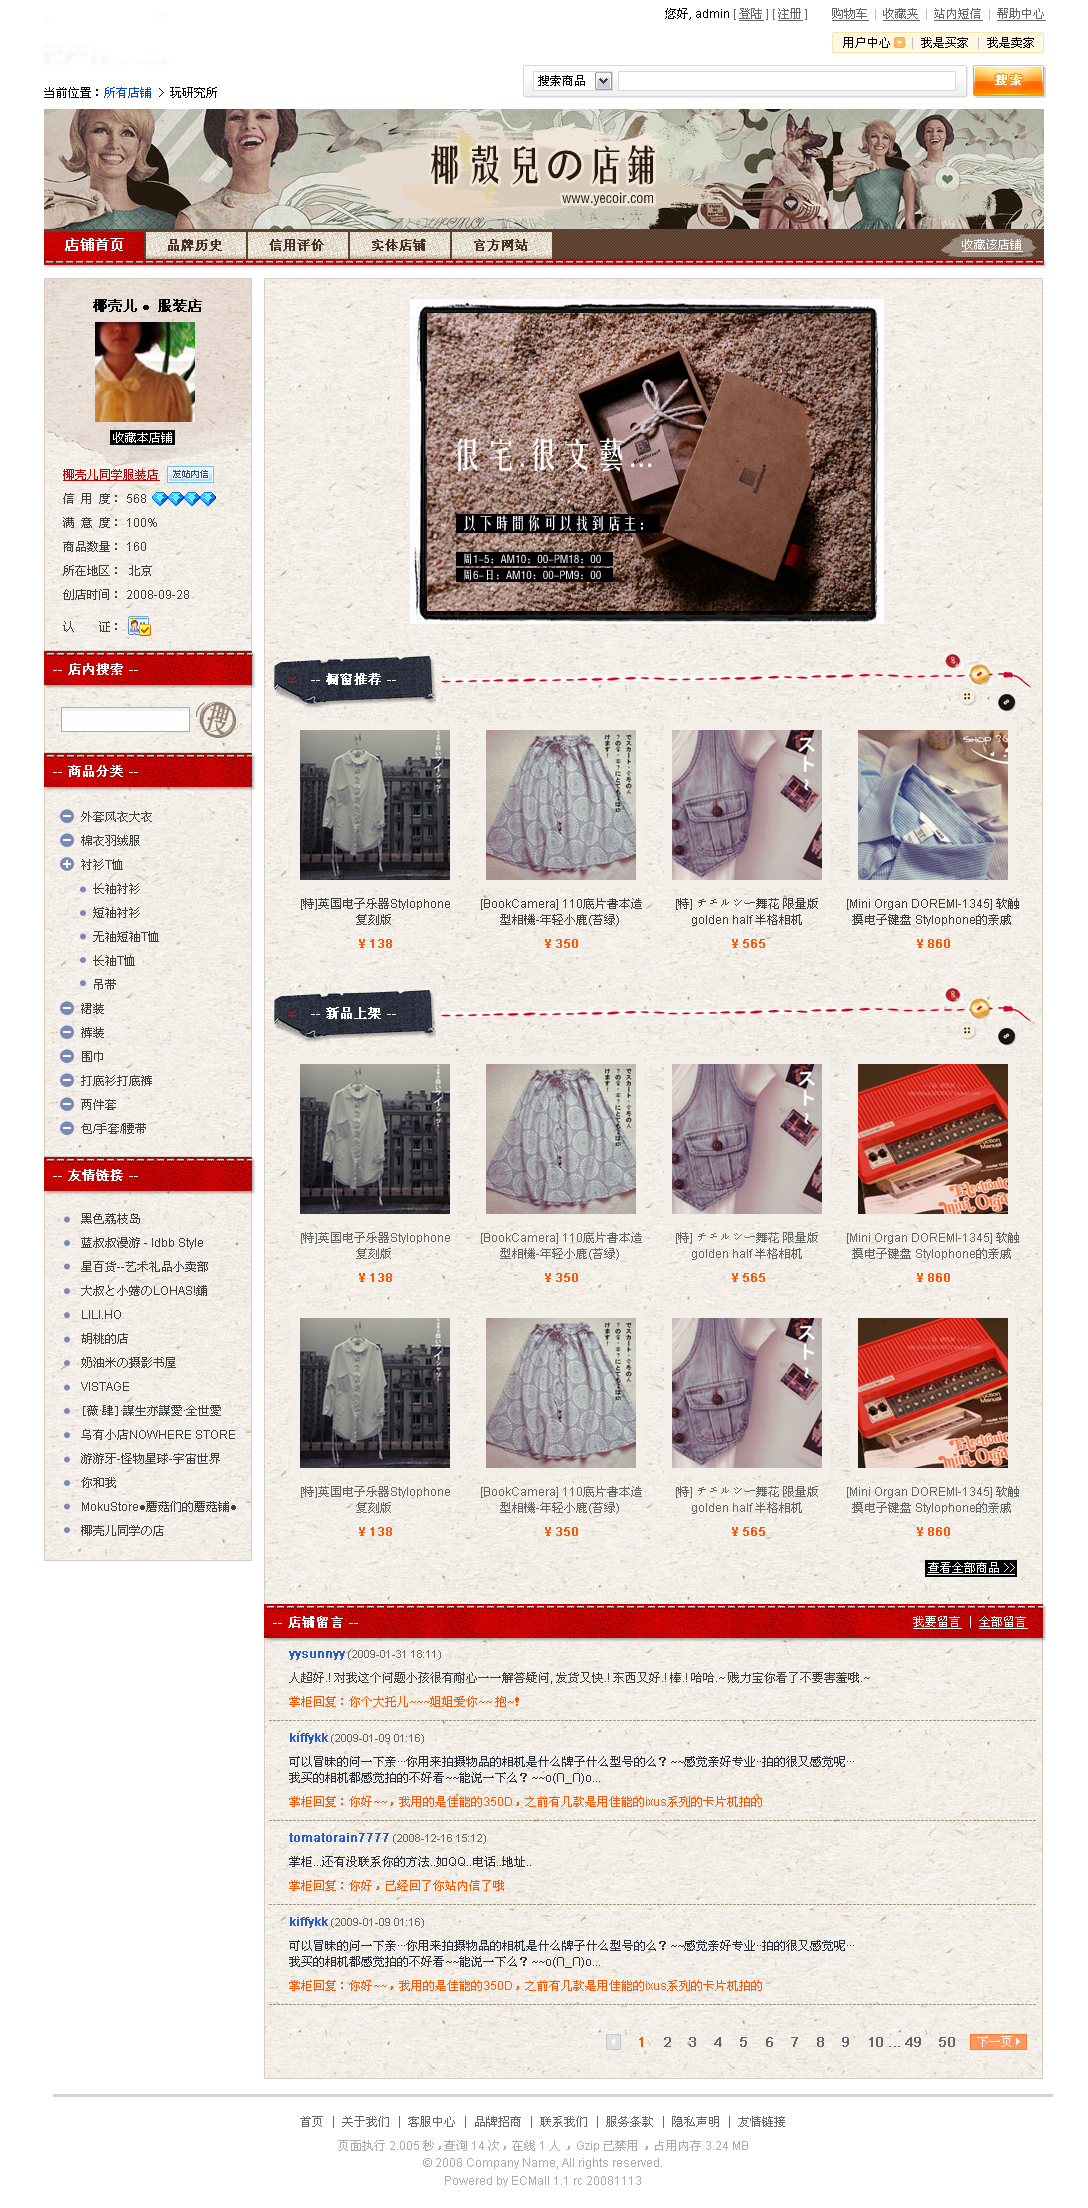 您好, admin [ 登陆 ] [ 注册 ] 购物车 | 收藏夹 | 站内短信 | 帮助中心
用户中心 | 我是买家 | 我是卖家
搜索商品 搜索
当前位置：所有店铺 > 玩研究所
椰殻兒の店鋪
www.yecoir.com
店铺首页 品牌历史 信用评价 实体店铺 官方网站 收藏该店铺
椰壳儿 ● 服装店
收藏本店铺
椰壳儿同学服装店 发站内信
信 用 度： 568
满 意 度： 100%
商品数量： 160
所在地区： 北京
创店时间： 2008-09-28
认 证：
-- 店内搜索 --
搜
-- 商品分类 --
外套风衣大衣
棉衣羽绒服
衬衫T恤
长袖衬衫
短袖衬衫
无袖短袖T恤
长袖T恤
吊带
裙装
裤装
围巾
打底衫打底裤
两件套
包/手套/腰带
-- 友情链接 --
黑色荔枝岛
蓝叔叔漫游 - ldbb Style
星百货--艺术礼品小卖部
大叔と小蜷のLOHAS!鋪
LILI.HO
胡桃的店
奶油米の摄影书屋
VISTAGE
[薇·肆].謀生亦謀愛·全世愛
乌有小店NOWHERE STORE
游游牙-怪物星球-宇宙世界
你和我
MokuStore●蘑菇们的蘑菇铺●
椰壳儿同学の店
很宅 很文藝...
以下時間你可以找到店主：
周1-5：AM10：00-PM18：00
周6-日：AM10：00-PM9：00
-- 橱窗推荐 --
[特]英国电子乐器Stylophone
复刻版
¥ 138
[BookCamera] 110底片書本造
型相機-年轻小鹿(苔绿)
¥ 350
[特] チエルシー舞花 限量版
golden half 半格相机
¥ 565
[Mini Organ DOREMI-1345] 软触
摸电子键盘 Stylophone的亲戚
¥ 860
-- 新品上架 --
[特]英国电子乐器Stylophone
复刻版
¥ 138
[BookCamera] 110底片書本造
型相機-年轻小鹿(苔绿)
¥ 350
[特] チエルシー舞花 限量版
golden half 半格相机
¥ 565
[Mini Organ DOREMI-1345] 软触
摸电子键盘 Stylophone的亲戚
¥ 860
[特]英国电子乐器Stylophone
复刻版
¥ 138
[BookCamera] 110底片書本造
型相機-年轻小鹿(苔绿)
¥ 350
[特] チエルシー舞花 限量版
golden half 半格相机
¥ 565
[Mini Organ DOREMI-1345] 软触
摸电子键盘 Stylophone的亲戚
¥ 860
查看全部商品 >>
-- 店铺留言 -- 我要留言 | 全部留言
yysunnyy (2009-01-31 18:11)
人超好.! 对我这个问题小孩很有耐心一一解答疑问, 发货又快.! 东西又好.! 棒.! 哈哈.~ 贱力宝你看了不要害羞哦.~
掌柜回复：你个大托儿~~~姐姐爱你~~ 抱~!
kiffykk (2009-01-09 01:16)
可以冒昧的问一下亲···你用来拍摄物品的相机是什么牌子什么型号的么？~~感觉亲好专业··拍的很又感觉呢···
我买的相机都感觉拍的不好看~~能说一下么？~~o(∩_∩)o...
掌柜回复：你好~~，我用的是佳能的350D，之前有几款是用佳能的ixus系列的卡片机拍的
tomatorain7777 (2008-12-16 15:12)
掌柜...还有没联系你的方法..如QQ..电话..地址..
掌柜回复：你好，已经回了你站内信了哦
kiffykk (2009-01-09 01:16)
可以冒昧的问一下亲···你用来拍摄物品的相机是什么牌子什么型号的么？~~感觉亲好专业··拍的很又感觉呢···
我买的相机都感觉拍的不好看~~能说一下么？~~o(∩_∩)o...
掌柜回复：你好~~，我用的是佳能的350D，之前有几款是用佳能的ixus系列的卡片机拍的
1 2 3 4 5 6 7 8 9 10 ... 49 50 下一页
首页 | 关于我们 | 客服中心 | 品牌招商 | 联系我们 | 服务条款 | 隐私声明 | 友情链接
页面执行 2.005 秒，查询 14 次，在线 1 人 ，Gzip 已禁用 ，占用内存 3.24 MB
© 2008 Company Name, All rights reserved.
Powered by ECMall 1.1 rc 20081113